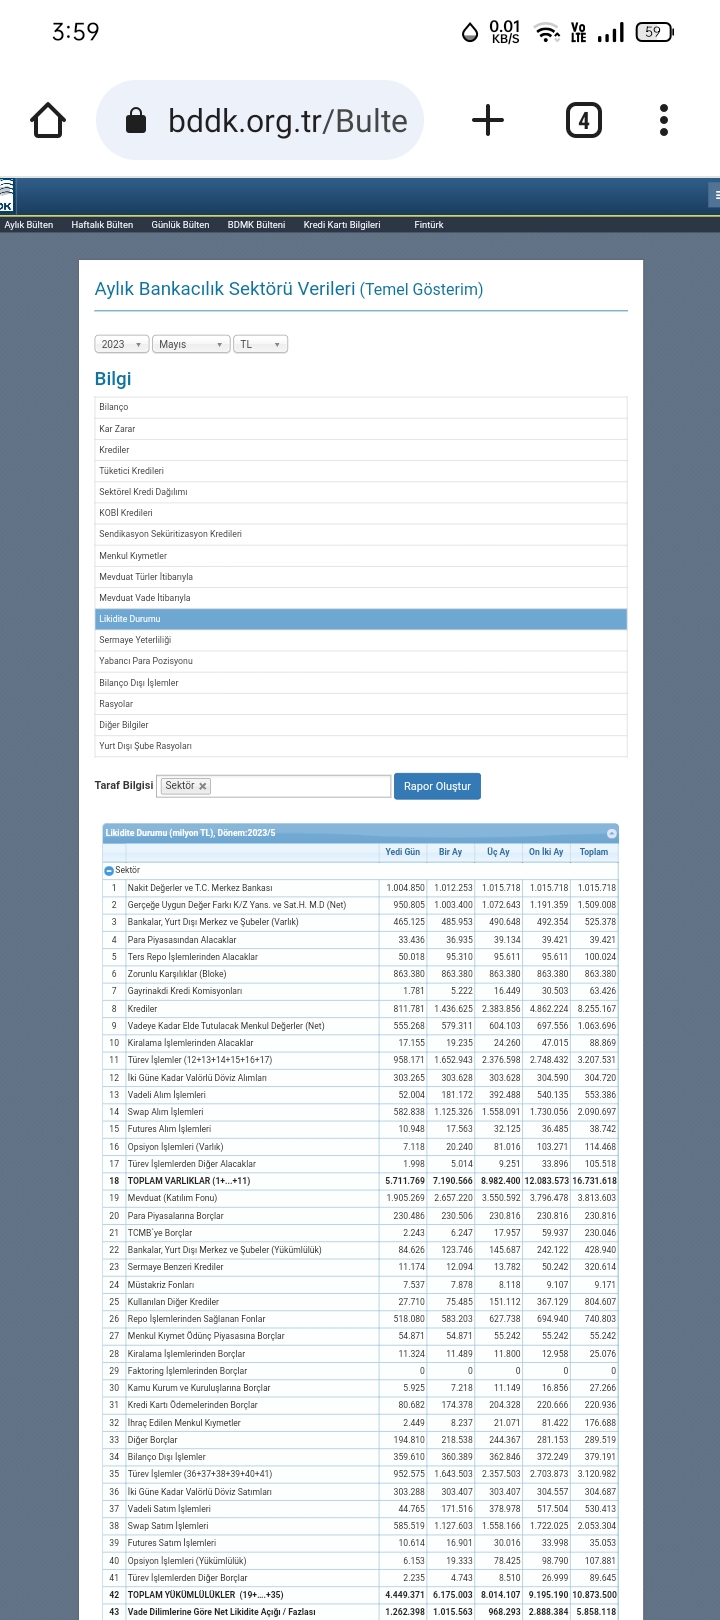 3:59 0.01 KB/S Vo LTE 59
bddk.org.tr/Bulte 4
DK
Aylık Bülten Haftalık Bülten Günlük Bülten BDMK Bülteni Kredi Kartı Bilgileri Fintürk
Aylık Bankacılık Sektörü Verileri (Temel Gösterim)
2023 Mayıs TL
Bilgi
Bilanço
Kar Zarar
Krediler
Tüketici Kredileri
Sektörel Kredi Dağılımı
KOBİ Kredileri
Sendikasyon Seküritizasyon Kredileri
Menkul Kıymetler
Mevduat Türler İtibarıyla
Mevduat Vade İtibarıyla
Likidite Durumu
Sermaye Yeterliliği
Yabancı Para Pozisyonu
Bilanço Dışı İşlemler
Rasyolar
Diğer Bilgiler
Yurt Dışı Şube Rasyoları
Taraf Bilgisi Sektör Rapor Oluştur
Likidite Durumu (milyon TL), Dönem:2023/5
Yedi Gün Bir Ay Üç Ay On İki Ay Toplam
Sektör
1 Nakit Değerler ve T.C. Merkez Bankası 1.004.850 1.012.253 1.015.718 1.015.718 1.015.718
2 Gerçeğe Uygun Değer Farkı K/Z Yans. ve Sat.H. M.D (Net) 950.805 1.003.400 1.072.643 1.191.359 1.509.008
3 Bankalar, Yurt Dışı Merkez ve Şubeler (Varlık) 465.125 485.953 490.648 492.354 525.378
4 Para Piyasasından Alacaklar 33.436 36.935 39.134 39.421 39.421
5 Ters Repo İşlemlerinden Alacaklar 50.018 95.310 95.611 95.611 100.024
6 Zorunlu Karşılıklar (Bloke) 863.380 863.380 863.380 863.380 863.380
7 Gayrinakdi Kredi Komisyonları 1.781 5.222 16.449 30.503 63.426
8 Krediler 811.781 1.436.625 2.383.856 4.862.224 8.255.167
9 Vadeye Kadar Elde Tutulacak Menkul Değerler (Net) 555.268 579.311 604.103 697.556 1.063.696
10 Kiralama İşlemlerinden Alacaklar 17.155 19.235 24.260 47.015 88.869
11 Türev İşlemler (12+13+14+15+16+17) 958.171 1.652.943 2.376.598 2.748.432 3.207.531
12 İki Güne Kadar Valörlü Döviz Alımları 303.265 303.628 303.628 304.590 304.720
13 Vadeli Alım İşlemleri 52.004 181.172 392.488 540.135 553.386
14 Swap Alım İşlemleri 582.838 1.125.326 1.558.091 1.730.056 2.090.697
15 Futures Alım İşlemleri 10.948 17.563 32.125 36.485 38.742
16 Opsiyon İşlemleri (Varlık) 7.118 20.240 81.016 103.271 114.468
17 Türev İşlemlerden Diğer Alacaklar 1.998 5.014 9.251 33.896 105.518
18 TOPLAM VARLIKLAR (1+...+11) 5.711.769 7.190.566 8.982.400 12.083.573 16.731.618
19 Mevduat (Katılım Fonu) 1.905.269 2.657.220 3.550.592 3.796.478 3.813.603
20 Para Piyasalarına Borçlar 230.486 230.506 230.816 230.816 230.816
21 TCMB'ye Borçlar 2.243 6.247 17.957 59.937 230.046
22 Bankalar, Yurt Dışı Merkez ve Şubeler (Yükümlülük) 84.626 123.746 145.687 242.122 428.940
23 Sermaye Benzeri Krediler 11.174 12.094 13.782 50.242 320.614
24 Müstakriz Fonları 7.537 7.878 8.118 9.107 9.171
25 Kullanılan Diğer Krediler 27.710 75.485 151.112 367.129 804.607
26 Repo İşlemlerinden Sağlanan Fonlar 518.080 583.203 627.738 694.940 740.803
27 Menkul Kıymet Ödünç Piyasasına Borçlar 54.871 54.871 55.242 55.242 55.242
28 Kiralama İşlemlerinden Borçlar 11.324 11.489 11.800 12.958 25.076
29 Faktoring İşlemlerinden Borçlar 0 0 0 0 0
30 Kamu Kurum ve Kuruluşlarına Borçlar 5.925 7.218 11.149 16.856 27.266
31 Kredi Kartı Ödemelerinden Borçlar 80.682 174.378 204.328 220.666 220.936
32 İhraç Edilen Menkul Kıymetler 2.449 8.237 21.071 81.422 176.688
33 Diğer Borçlar 194.810 218.538 244.367 281.153 289.519
34 Bilanço Dışı İşlemler 359.610 360.389 362.846 372.249 379.191
35 Türev İşlemler (36+37+38+39+40+41) 952.575 1.643.503 2.357.503 2.703.873 3.120.982
36 İki Güne Kadar Valörlü Döviz Satımları 303.288 303.407 303.407 304.557 304.687
37 Vadeli Satım İşlemleri 44.765 171.516 378.978 517.504 530.413
38 Swap Satım İşlemleri 585.519 1.127.603 1.558.166 1.722.025 2.053.304
39 Futures Satım İşlemleri 10.614 16.901 30.016 33.998 35.053
40 Opsiyon İşlemleri (Yükümlülük) 6.153 19.333 78.425 98.790 107.881
41 Türev İşlemlerden Diğer Borçlar 2.235 4.743 8.510 26.999 89.645
42 TOPLAM YÜKÜMLÜLÜKLER (19+....+35) 4.449.371 6.175.003 8.014.107 9.195.190 10.873.500
43 Vade Dilimlerine Göre Net Likidite Açığı / Fazlası 1.262.398 1.015.563 968.293 2.888.384 5.858.118